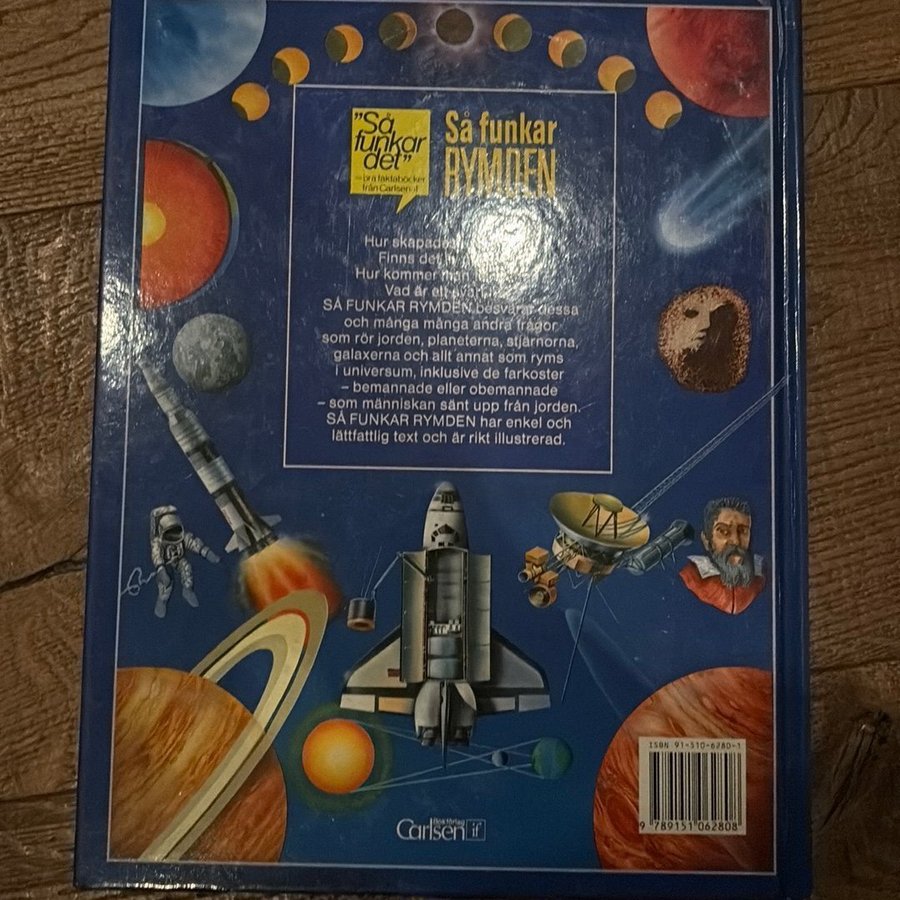 "Så
funkar
det"
– bra faktaböcker
från Carlsen if
Så funkar
RYMDEN
Hur skapades
Finns det
Hur kommer man
Vad är ett
SÅ FUNKAR RYMDEN besvarar dessa
och många många andra frågor
som rör jorden, planeterna, stjärnorna,
galaxerna och allt annat som ryms
i universum, inklusive de farkoster
– bemannade eller obemannade
– som människan sänt upp från jorden.
SÅ FUNKAR RYMDEN har enkel och
lättfattlig text och är rikt illustrerad.
ISBN 91-510-6280-1
9 789151 062808
Bokförlag
Carlsen if